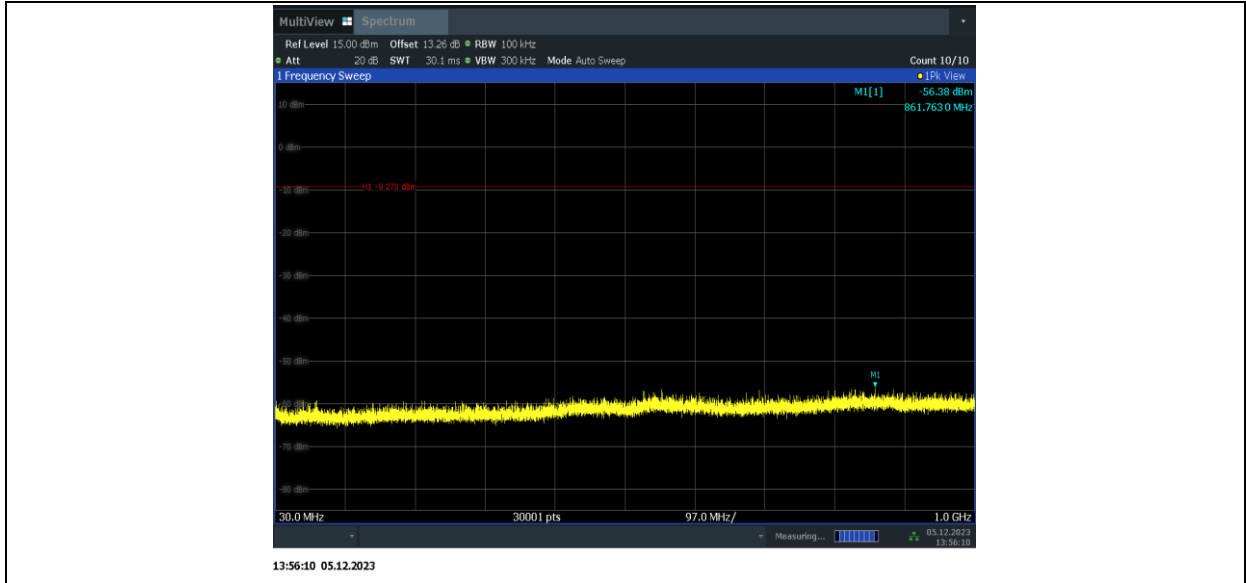 MultiView Spectrum
Ref Level 15.00 dBm Offset 13.26 dB RBW 100 kHz
Att 20 dB SWT 30.1 ms VBW 300 kHz Mode Auto Sweep Count 10/10
1 Frequency Sweep 1Pk View
M1[1] -56.38 dBm
861.7630 MHz
10 dBm
0 dBm
H1 -9.270 dBm
-10 dBm
-20 dBm
-30 dBm
-40 dBm
-50 dBm
M1
-60 dBm
-70 dBm
-80 dBm
30.0 MHz 30001 pts 97.0 MHz/ 1.0 GHz
Measuring... 05.12.2023
13:56:10
13:56:10 05.12.2023